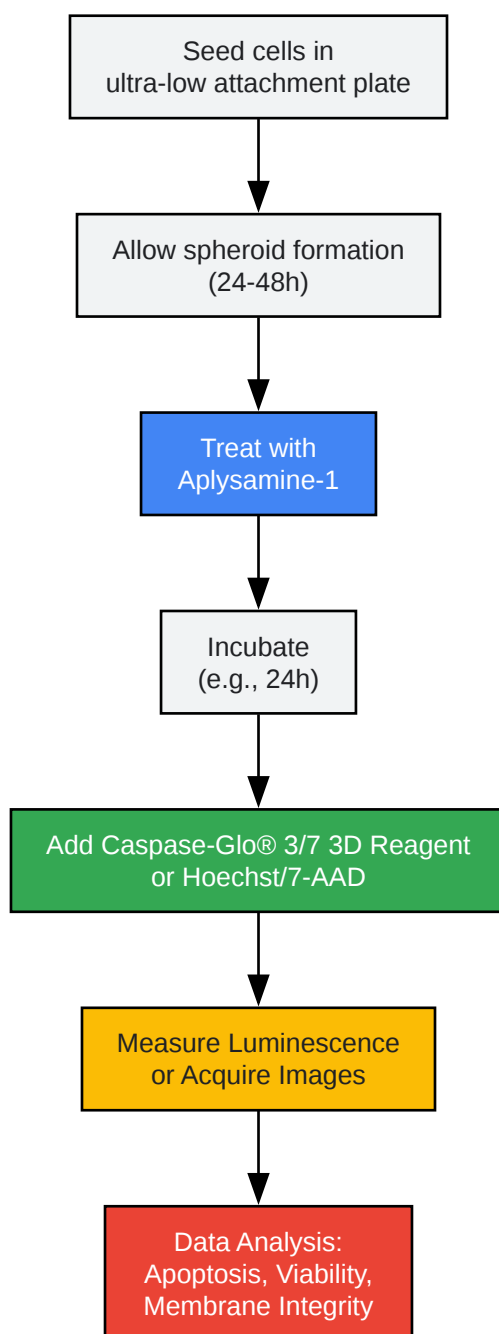 Seed cells in
ultra-low attachment plate
Allow spheroid formation
(24-48h)
Treat with
Aplysamine-1
Incubate
(e.g., 24h)
Add Caspase-Glo® 3/7 3D Reagent
or Hoechst/7-AAD
Measure Luminescence
or Acquire Images
Data Analysis:
Apoptosis, Viability,
Membrane Integrity